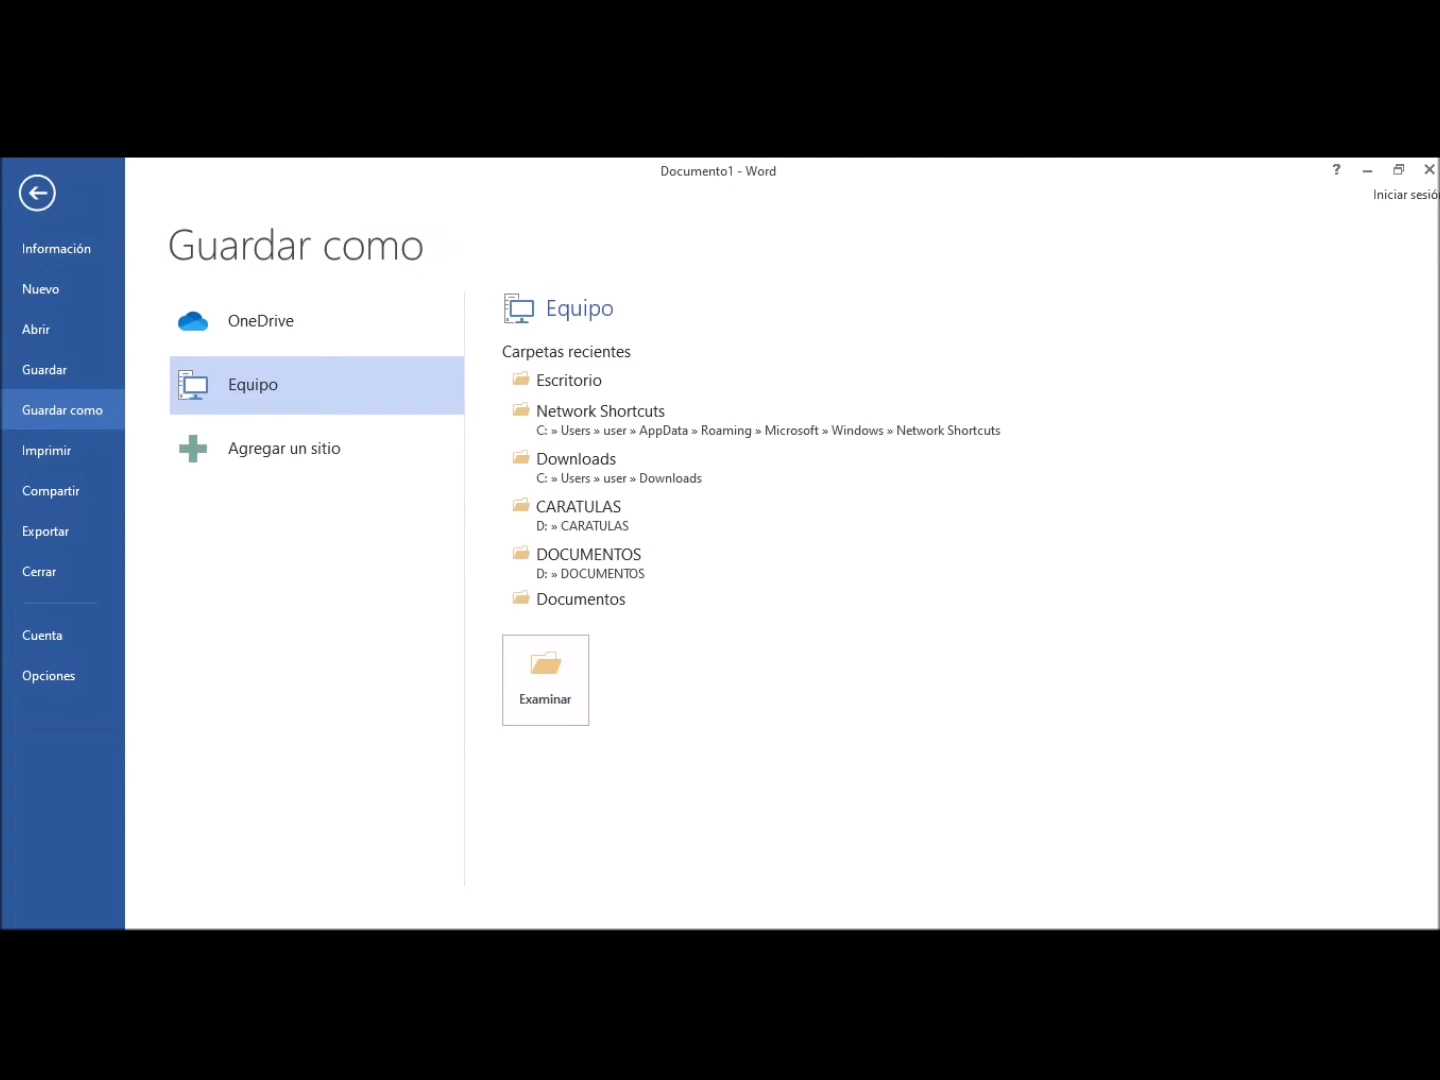 Documento1 - Word
?
Iniciar sesió
Información
Nuevo
Abrir
Guardar
Guardar como
Imprimir
Compartir
Exportar
Cerrar
Cuenta
Opciones
Guardar como
OneDrive
Equipo
Agregar un sitio
Equipo
Carpetas recientes
Escritorio
Network Shortcuts
C: » Users » user » AppData » Roaming » Microsoft » Windows » Network Shortcuts
Downloads
C: » Users » user » Downloads
CARATULAS
D: » CARATULAS
DOCUMENTOS
D: » DOCUMENTOS
Documentos
Examinar